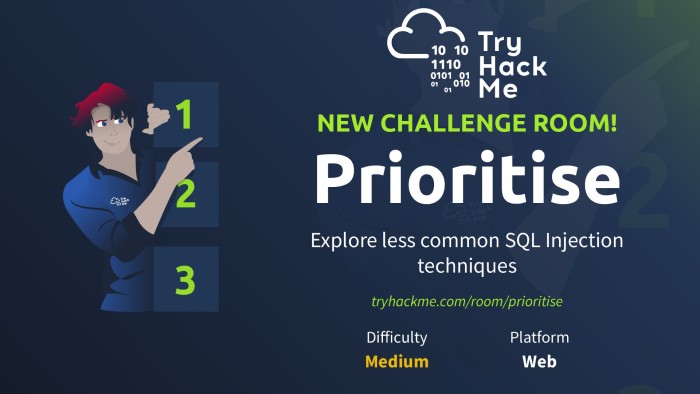 10 10
1110
0101 01
01 010
01
Try
Hack
Me
NEW CHALLENGE ROOM!
Prioritise
Explore less common SQL Injection
techniques
tryhackme.com/room/prioritise
Difficulty
Medium
Platform
Web
1
2
3